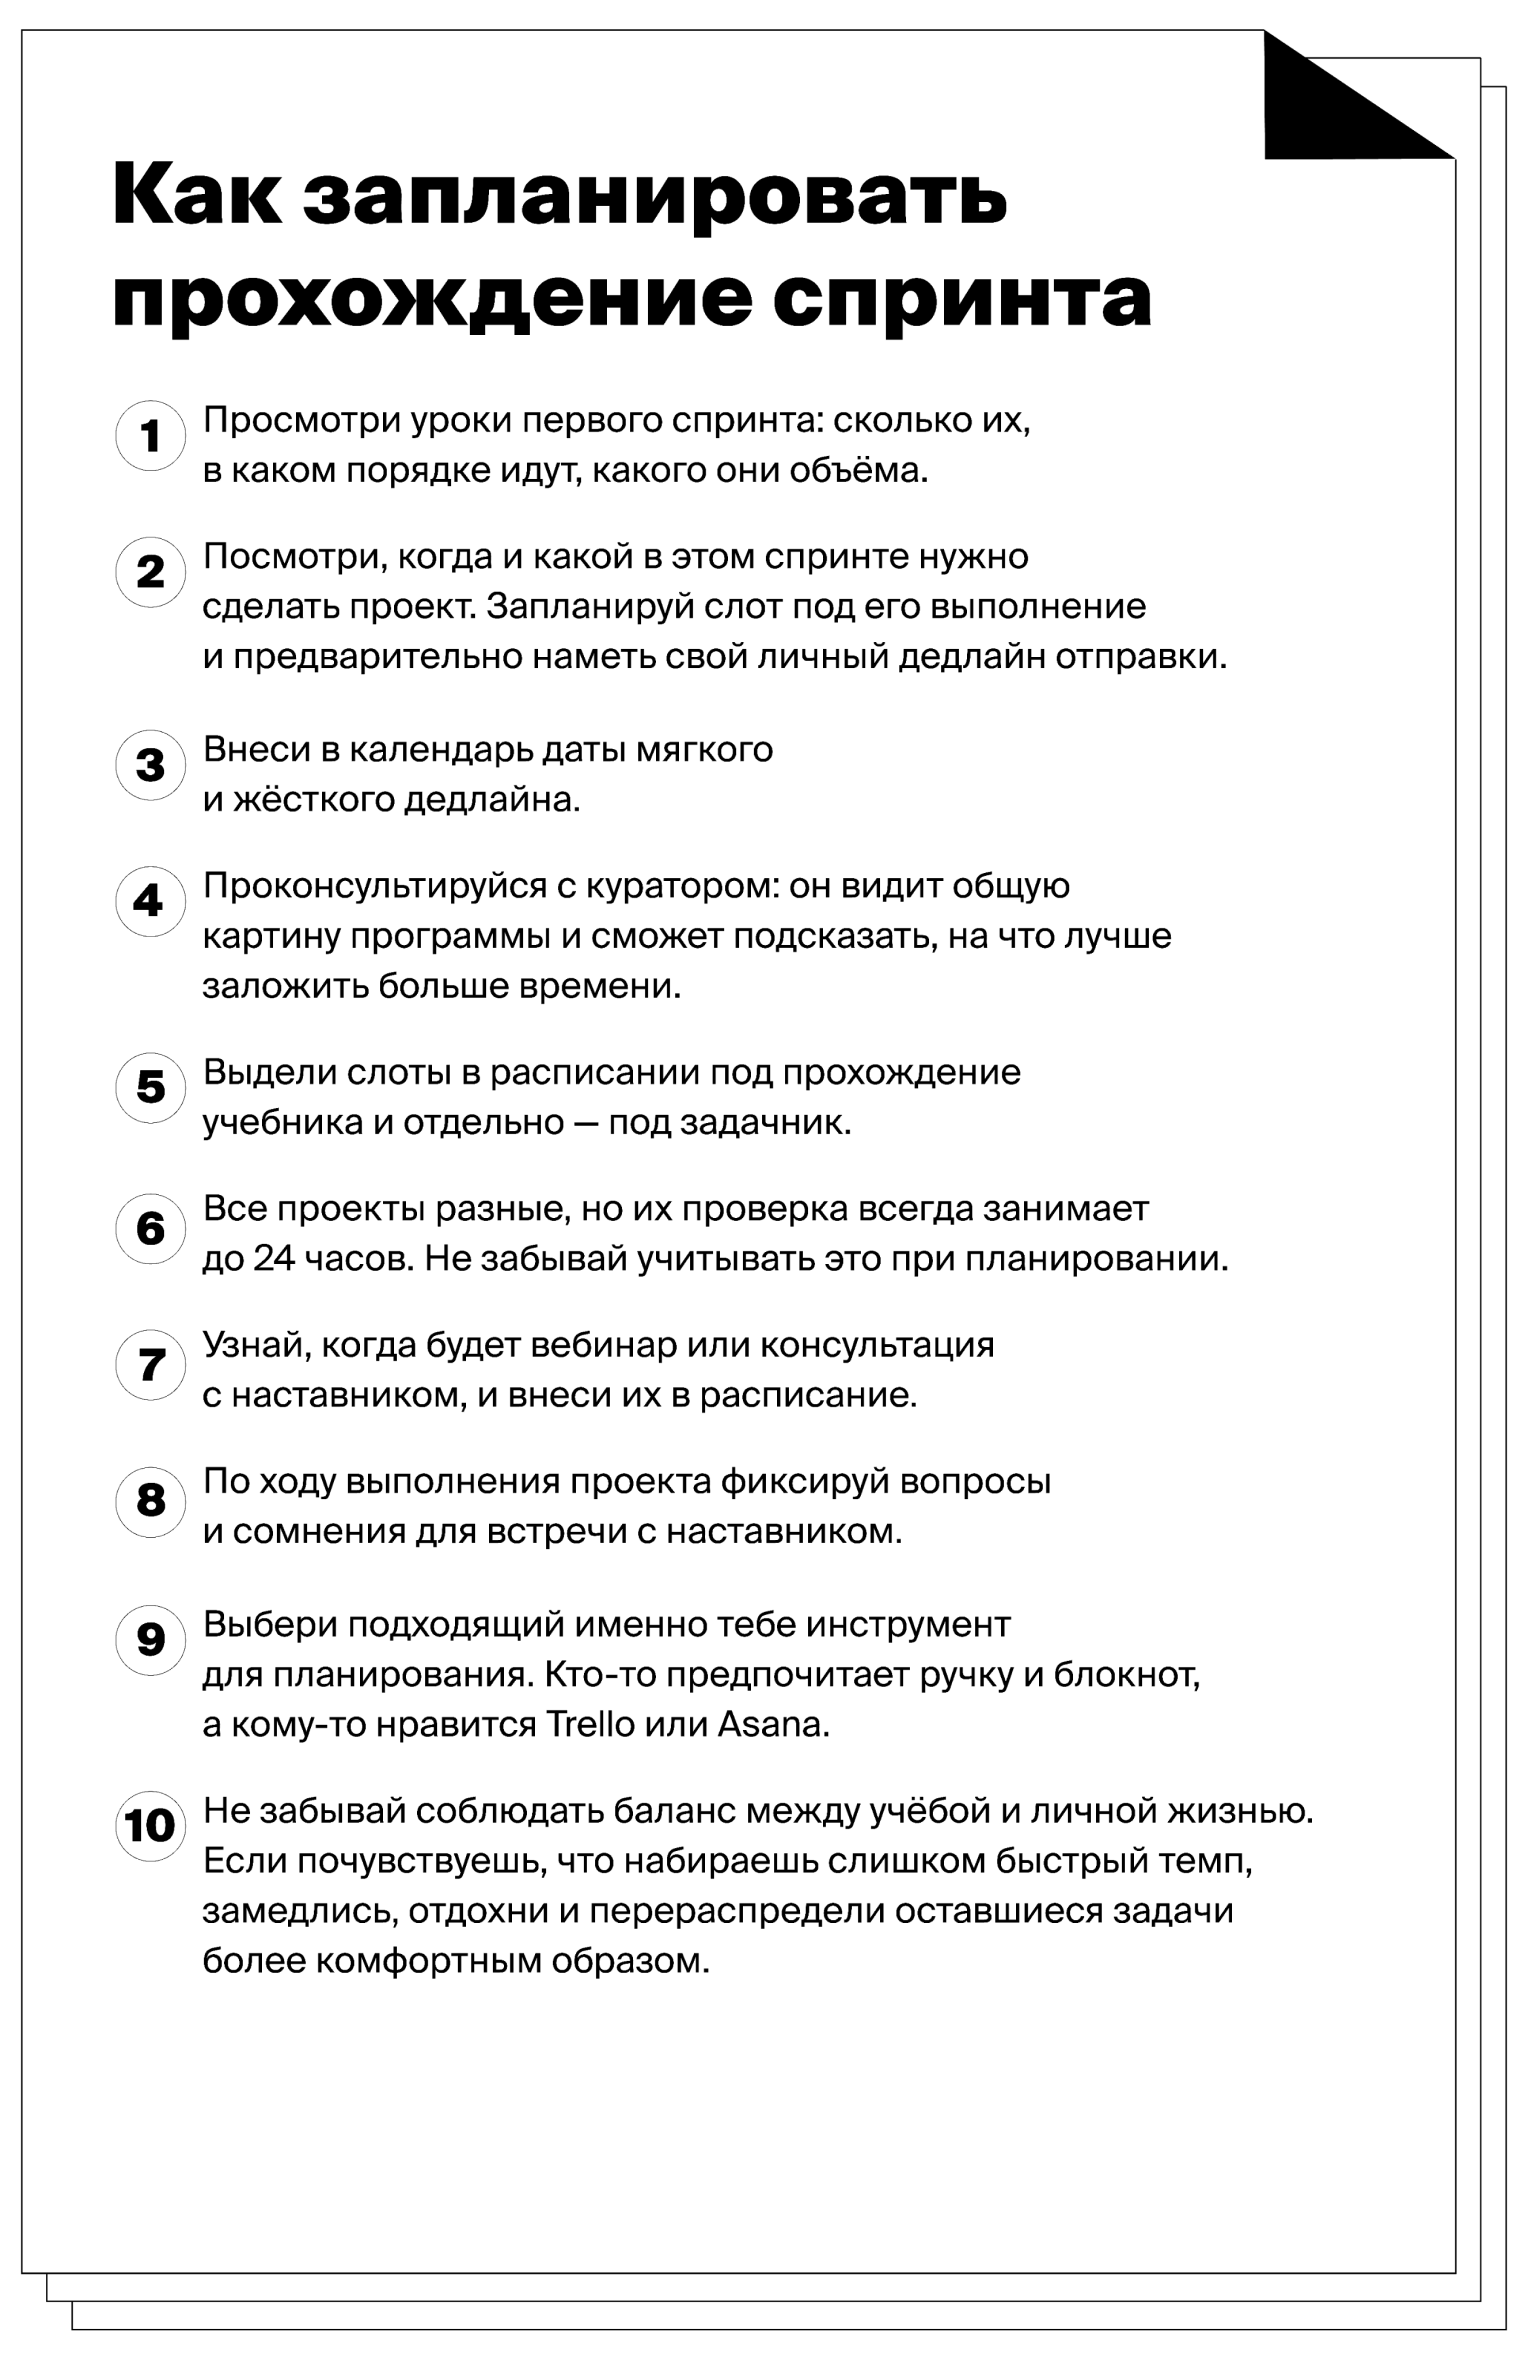 Как запланировать
прохождение спринта
1 Просмотри уроки первого спринта: сколько их,
в каком порядке идут, какого они объёма.
2 Посмотри, когда и какой в этом спринте нужно
сделать проект. Запланируй слот под его выполнение
и предварительно наметь свой личный дедлайн отправки.
3 Внеси в календарь даты мягкого
и жёсткого дедлайна.
4 Проконсультируйся с куратором: он видит общую
картину программы и сможет подсказать, на что лучше
заложить больше времени.
5 Выдели слоты в расписании под прохождение
учебника и отдельно — под задачник.
6 Все проекты разные, но их проверка всегда занимает
до 24 часов. Не забывай учитывать это при планировании.
7 Узнай, когда будет вебинар или консультация
с наставником, и внеси их в расписание.
8 По ходу выполнения проекта фиксируй вопросы
и сомнения для встречи с наставником.
9 Выбери подходящий именно тебе инструмент
для планирования. Кто-то предпочитает ручку и блокнот,
а кому-то нравится Trello или Asana.
10 Не забывай соблюдать баланс между учёбой и личной жизнью.
Если почувствуешь, что набираешь слишком быстрый темп,
замедлись, отдохни и перераспредели оставшиеся задачи
более комфортным образом.